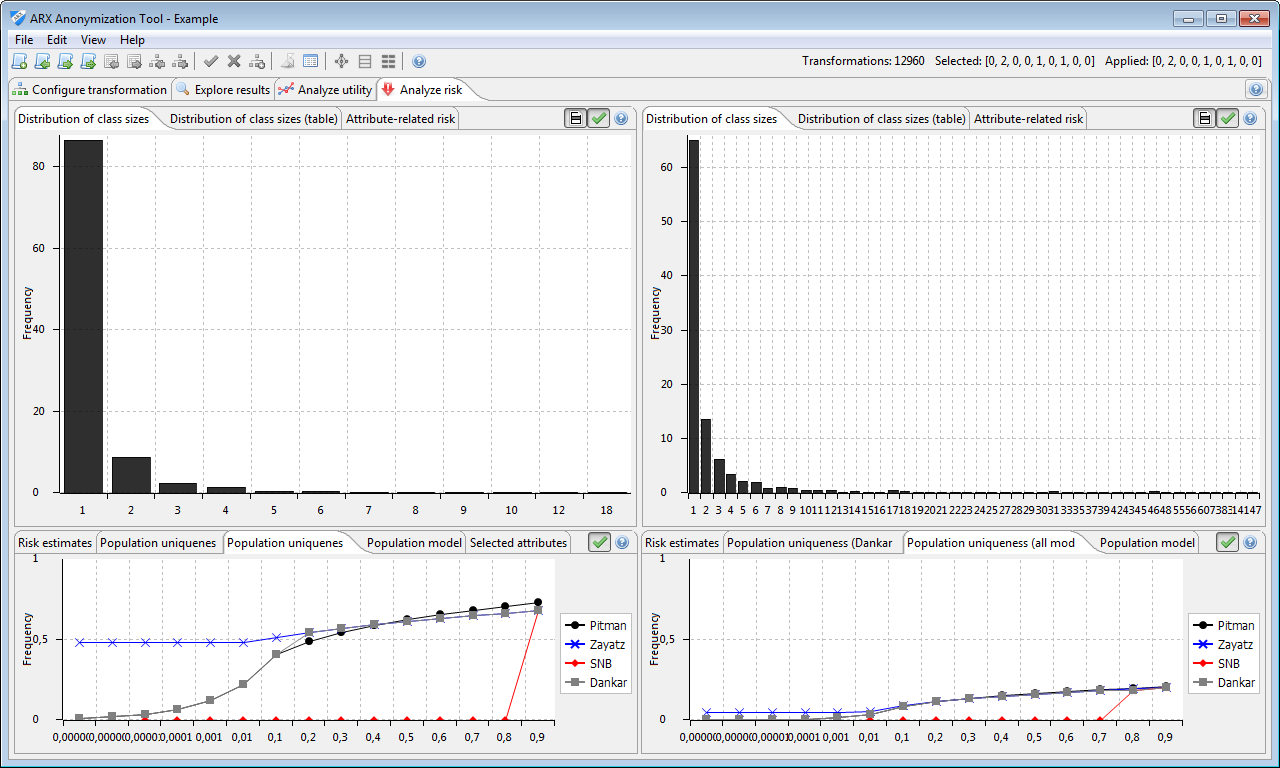 ARX Anonymization Tool - Example
File Edit View Help
Transformations: 12960 Selected: [0, 2, 0, 0, 1, 0, 1, 0, 0] Applied: [0, 2, 0, 0, 1, 0, 1, 0, 0]
Configure transformation Explore results Analyze utility Analyze risk
Distribution of class sizes Distribution of class sizes (table) Attribute-related risk
80
60
40
20
0
Frequency
1 2 3 4 5 6 7 8 9 10 12 18
Distribution of class sizes Distribution of class sizes (table) Attribute-related risk
60
50
40
30
20
10
0
Frequency
1 2 3 4 5 6 7 8 9 10 11 12 13 14 15 16 17 18 19 20 21 22 23 24 25 26 27 28 29 30 31 33 35 37 39 42 43 45 46 48 55 56 60 73 83 114 147
Risk estimates Population uniquenes Population uniquenes Population model Selected attributes
1
0,5
0
Frequency
0,00000 0,00000 0,00001 0,0001 0,001 0,01 0,1 0,2 0,3 0,4 0,5 0,6 0,7 0,8 0,9
Pitman
Zayatz
SNB
Dankar
Risk estimates Population uniqueness (Dankar Population uniqueness (all mod Population model
1
0,5
0
Frequency
0,00000 0,00000 0,00001 0,0001 0,001 0,01 0,1 0,2 0,3 0,4 0,5 0,6 0,7 0,8 0,9
Pitman
Zayatz
SNB
Dankar